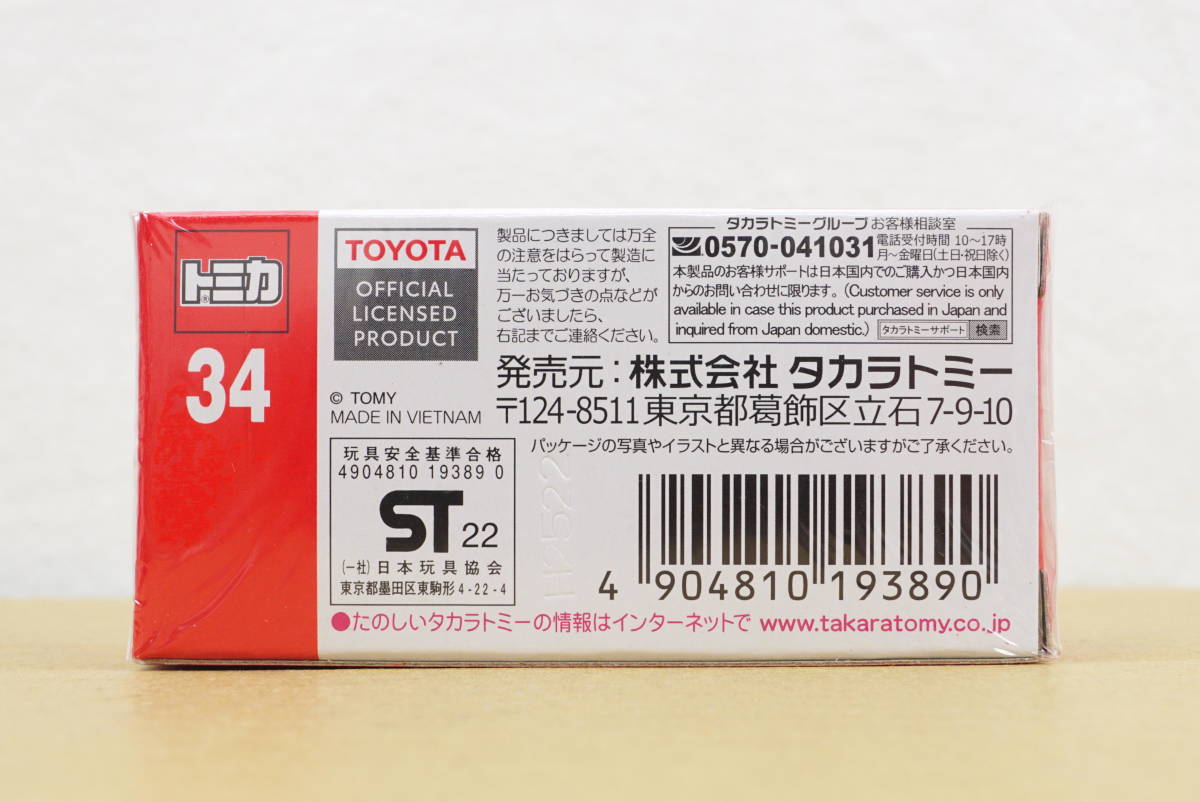 トミカ
®
34
TOYOTA
OFFICIAL
LICENSED
PRODUCT
© TOMY
MADE IN VIETNAM
製品につきましては万全
の注意をはらって製造に
当たっておりますが、
万一お気づきの点などが
ございましたら、
右記までご連絡ください。
タカラトミーグループ お客様相談室
0570-041031 電話受付時間 10〜17時
月〜金曜日(土日・祝日除く)
本製品のお客様サポートは日本国内でのご購入かつ日本国内
からのお問い合わせに限ります。(Customer service is only
available in case this product purchased in Japan and
inquired from Japan domestic.) タカラトミーサポート 検索
発売元:株式会社 タカラトミー
〒124-8511東京都葛飾区立石7-9-10
パッケージの写真やイラストと異なる場合がございますがご了承ください。
玩具安全基準合格
4904810 19389 0
ST 22
(一社)日本玩具協会
東京都墨田区東駒形4-22-4
4 904810 193890
●たのしいタカラトミーの情報はインターネットで www.takaratomy.co.jp